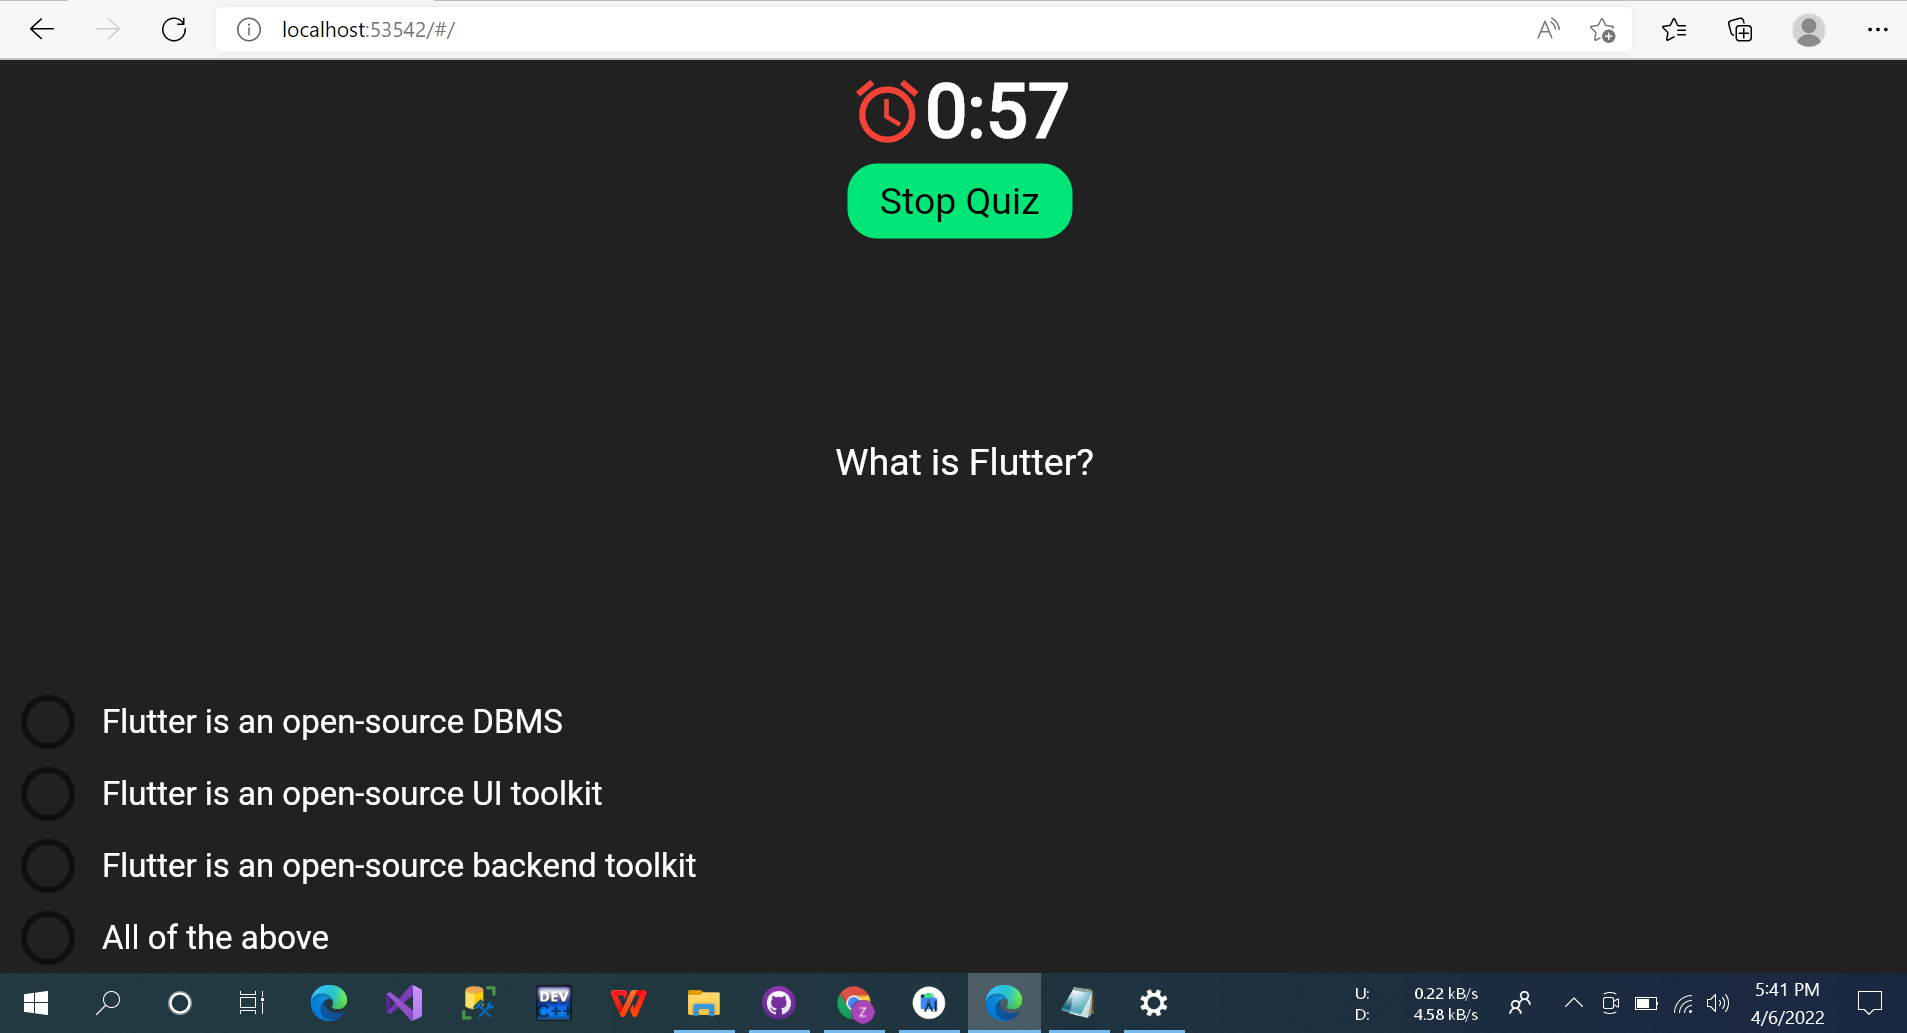 localhost:53542/#/
0:57
Stop Quiz
What is Flutter?
Flutter is an open-source DBMS
Flutter is an open-source UI toolkit
Flutter is an open-source backend toolkit
All of the above
DEV
C++
Z
U: 0.22 kB/s
D: 4.58 kB/s
5:41 PM
4/6/2022